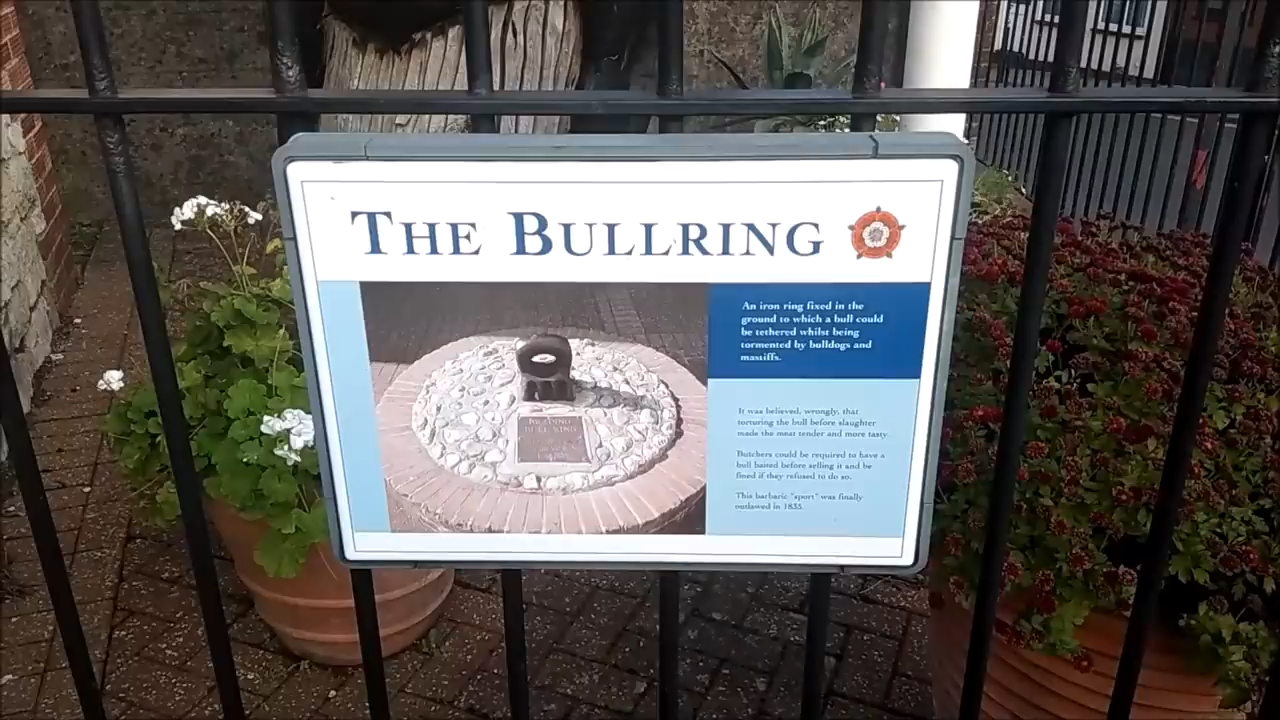 THE BULLRING
An iron ring fixed in the
ground to which a bull could
be tethered whilst being
tormented by bulldogs and
mastiffs.
It was believed, wrongly, that
torturing the bull before slaughter
made the meat tender and more tasty
Butchers could be required to have a
bull baited before selling it and be
fined if they refused to do so.
This barbaric "sport" was finally
outlawed in 1835.
READING
BULL RING